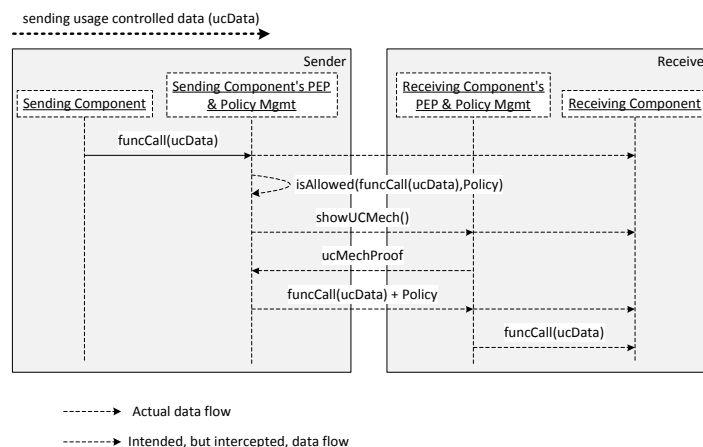 sending usage controlled data (ucData)
Sender
Receive
Sending Component
Sending Component's PEP
& Policy Mgmt
Receiving Component's
PEP & Policy Mgmt
Receiving Component
funcCall(ucData)
isAllowed(funcCall(ucData),Policy)
showUCMech()
ucMechProof
funcCall(ucData) + Policy
funcCall(ucData)
Actual data flow
Intended, but intercepted, data flow